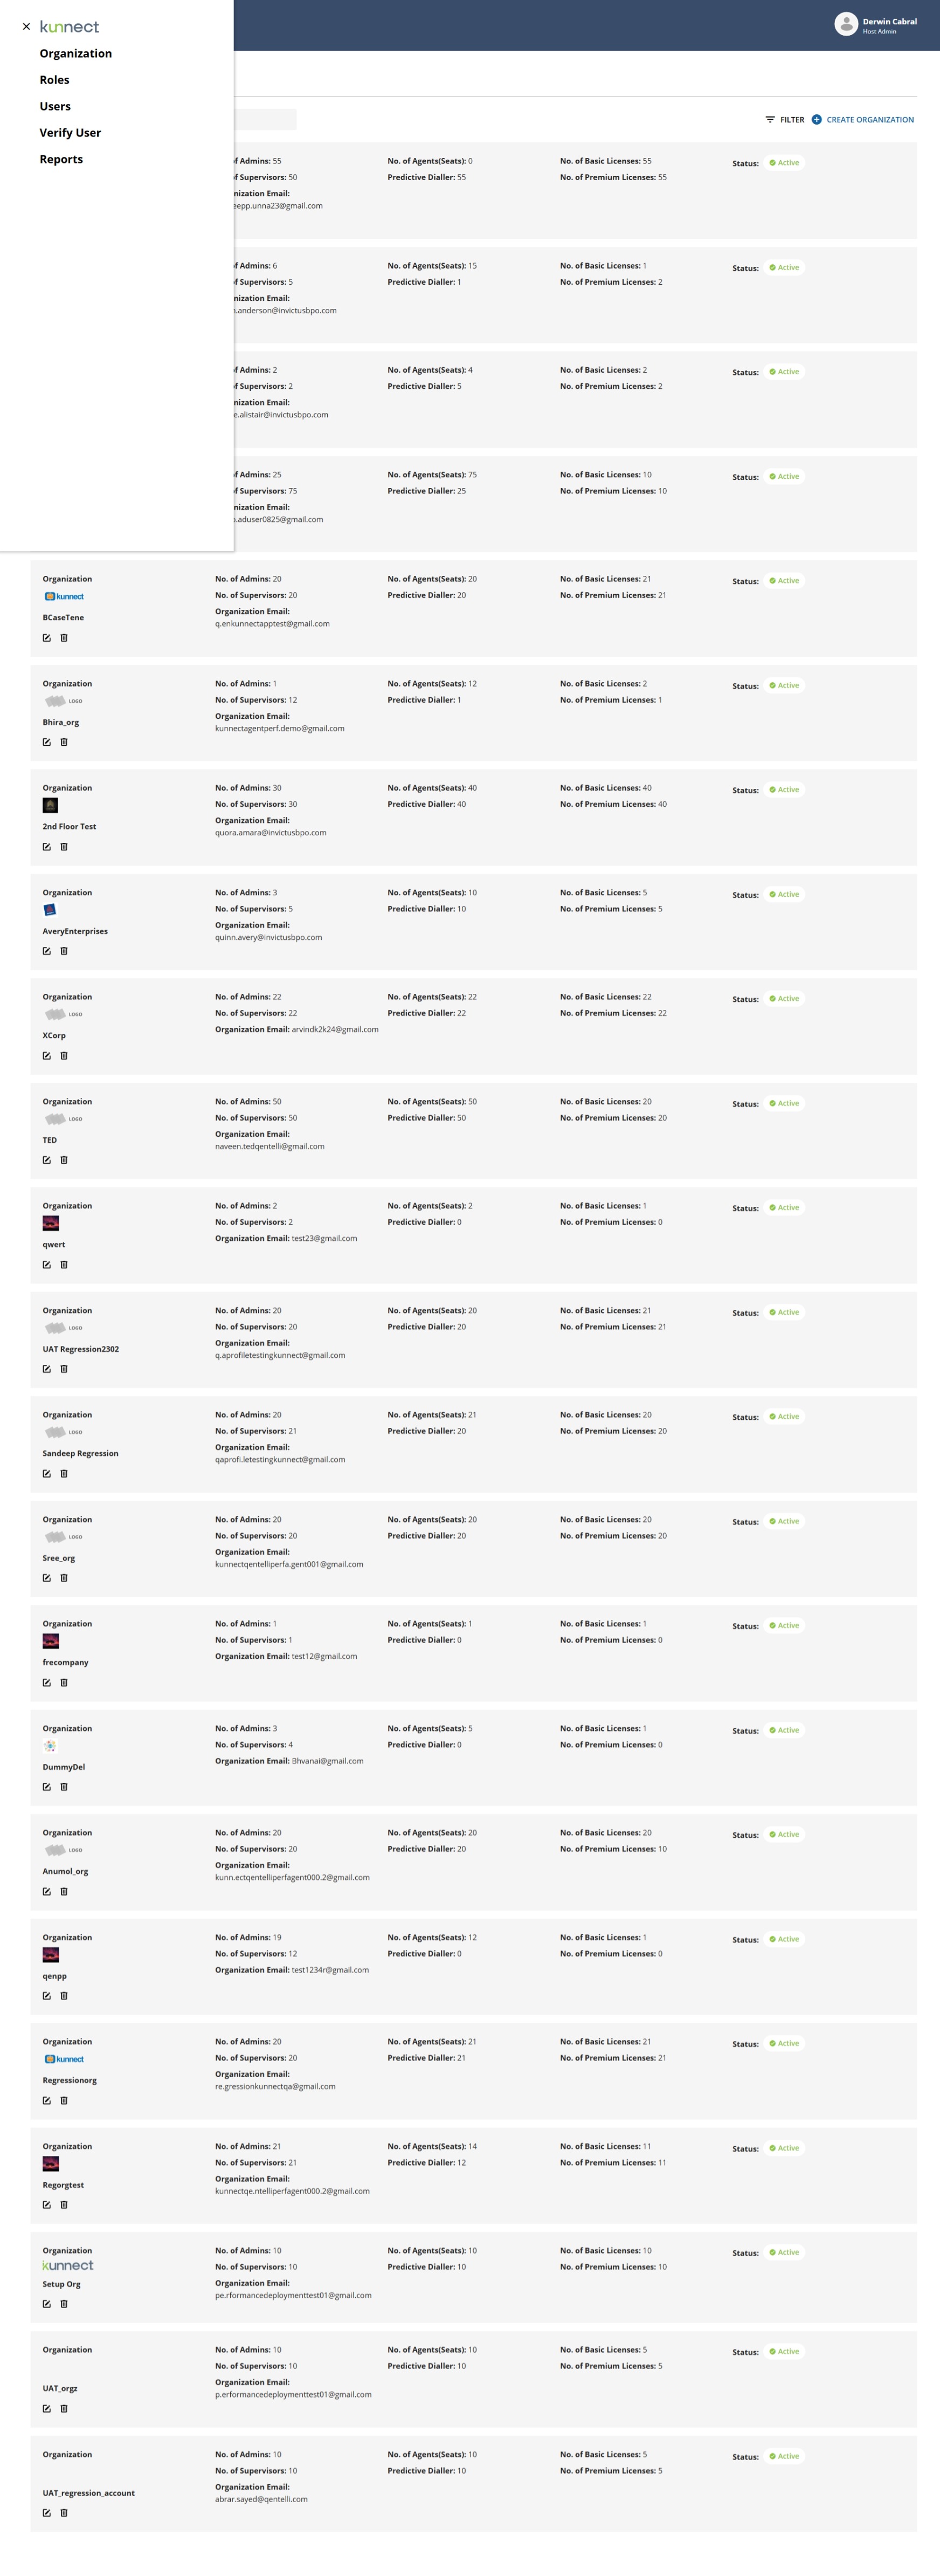 kunnect
Derwin Cabral
Host Admin
Organization
Roles
Users
Verify User
Reports
FILTER CREATE ORGANIZATION
of Admins: 55 No. of Agents(Seats): 0 No. of Basic Licenses: 55 Status: Active
of Supervisors: 50 Predictive Dialler: 55 No. of Premium Licenses: 55
nization Email:
eepp.unna23@gmail.com
of Admins: 6 No. of Agents(Seats): 15 No. of Basic Licenses: 1 Status: Active
of Supervisors: 5 Predictive Dialler: 1 No. of Premium Licenses: 2
nization Email:
.anderson@invictusbpo.com
of Admins: 2 No. of Agents(Seats): 4 No. of Basic Licenses: 2 Status: Active
of Supervisors: 2 Predictive Dialler: 5 No. of Premium Licenses: 2
nization Email:
e.alistair@invictusbpo.com
of Admins: 25 No. of Agents(Seats): 75 No. of Basic Licenses: 10 Status: Active
of Supervisors: 75 Predictive Dialler: 25 No. of Premium Licenses: 10
nization Email:
.aduser0825@gmail.com
Organization No. of Admins: 20 No. of Agents(Seats): 20 No. of Basic Licenses: 21 Status: Active
kunnect No. of Supervisors: 20 Predictive Dialler: 20 No. of Premium Licenses: 21
Organization Email:
BCaseTene q.enkunnectapptest@gmail.com
Organization No. of Admins: 1 No. of Agents(Seats): 12 No. of Basic Licenses: 2 Status: Active
LOGO No. of Supervisors: 12 Predictive Dialler: 1 No. of Premium Licenses: 1
Organization Email:
Bhira_org kunnectagentperf.demo@gmail.com
Organization No. of Admins: 30 No. of Agents(Seats): 40 No. of Basic Licenses: 40 Status: Active
No. of Supervisors: 30 Predictive Dialler: 40 No. of Premium Licenses: 40
Organization Email:
2nd Floor Test quora.amara@invictusbpo.com
Organization No. of Admins: 3 No. of Agents(Seats): 10 No. of Basic Licenses: 5 Status: Active
No. of Supervisors: 5 Predictive Dialler: 10 No. of Premium Licenses: 5
Organization Email:
AveryEnterprises quinn.avery@invictusbpo.com
Organization No. of Admins: 22 No. of Agents(Seats): 22 No. of Basic Licenses: 22 Status: Active
LOGO No. of Supervisors: 22 Predictive Dialler: 22 No. of Premium Licenses: 22
Organization Email: arvindk2k24@gmail.com
XCorp
Organization No. of Admins: 50 No. of Agents(Seats): 50 No. of Basic Licenses: 20 Status: Active
LOGO No. of Supervisors: 50 Predictive Dialler: 50 No. of Premium Licenses: 20
Organization Email:
TED naveen.tedqentelli@gmail.com
Organization No. of Admins: 2 No. of Agents(Seats): 2 No. of Basic Licenses: 1 Status: Active
No. of Supervisors: 2 Predictive Dialler: 0 No. of Premium Licenses: 0
Organization Email: test23@gmail.com
qwert
Organization No. of Admins: 20 No. of Agents(Seats): 20 No. of Basic Licenses: 21 Status: Active
LOGO No. of Supervisors: 20 Predictive Dialler: 20 No. of Premium Licenses: 21
Organization Email:
UAT Regression2302 q.aprofiletestingkunnect@gmail.com
Organization No. of Admins: 20 No. of Agents(Seats): 21 No. of Basic Licenses: 20 Status: Active
LOGO No. of Supervisors: 21 Predictive Dialler: 20 No. of Premium Licenses: 20
Organization Email:
Sandeep Regression qaprofi.letestingkunnect@gmail.com
Organization No. of Admins: 20 No. of Agents(Seats): 20 No. of Basic Licenses: 20 Status: Active
LOGO No. of Supervisors: 20 Predictive Dialler: 20 No. of Premium Licenses: 20
Organization Email:
Sree_org kunnectqentelliperfa.gent001@gmail.com
Organization No. of Admins: 1 No. of Agents(Seats): 1 No. of Basic Licenses: 1 Status: Active
No. of Supervisors: 1 Predictive Dialler: 0 No. of Premium Licenses: 0
Organization Email: test12@gmail.com
frecompany
Organization No. of Admins: 3 No. of Agents(Seats): 5 No. of Basic Licenses: 1 Status: Active
No. of Supervisors: 4 Predictive Dialler: 0 No. of Premium Licenses: 0
Organization Email: Bhvanai@gmail.com
DummyDel
Organization No. of Admins: 20 No. of Agents(Seats): 20 No. of Basic Licenses: 20 Status: Active
LOGO No. of Supervisors: 20 Predictive Dialler: 20 No. of Premium Licenses: 10
Organization Email:
Anumol_org kunn.ectqentelliperfagent000.2@gmail.com
Organization No. of Admins: 19 No. of Agents(Seats): 12 No. of Basic Licenses: 1 Status: Active
No. of Supervisors: 12 Predictive Dialler: 0 No. of Premium Licenses: 0
Organization Email: test1234r@gmail.com
qenpp
Organization No. of Admins: 20 No. of Agents(Seats): 21 No. of Basic Licenses: 21 Status: Active
kunnect No. of Supervisors: 20 Predictive Dialler: 21 No. of Premium Licenses: 21
Organization Email:
Regressionorg re.gressionkunnectqa@gmail.com
Organization No. of Admins: 21 No. of Agents(Seats): 14 No. of Basic Licenses: 11 Status: Active
No. of Supervisors: 21 Predictive Dialler: 12 No. of Premium Licenses: 11
Organization Email:
Regorgtest kunnectqe.ntelliperfagent000.2@gmail.com
Organization No. of Admins: 10 No. of Agents(Seats): 10 No. of Basic Licenses: 10 Status: Active
kunnect No. of Supervisors: 10 Predictive Dialler: 10 No. of Premium Licenses: 10
Setup Org Organization Email:
pe.rformancedeploymenttest01@gmail.com
Organization No. of Admins: 10 No. of Agents(Seats): 10 No. of Basic Licenses: 5 Status: Active
No. of Supervisors: 10 Predictive Dialler: 10 No. of Premium Licenses: 5
Organization Email:
UAT_orgz p.erformancedeploymenttest01@gmail.com
Organization No. of Admins: 10 No. of Agents(Seats): 10 No. of Basic Licenses: 5 Status: Active
No. of Supervisors: 10 Predictive Dialler: 10 No. of Premium Licenses: 5
Organization Email:
UAT_regression_account abrar.sayed@qentelli.com